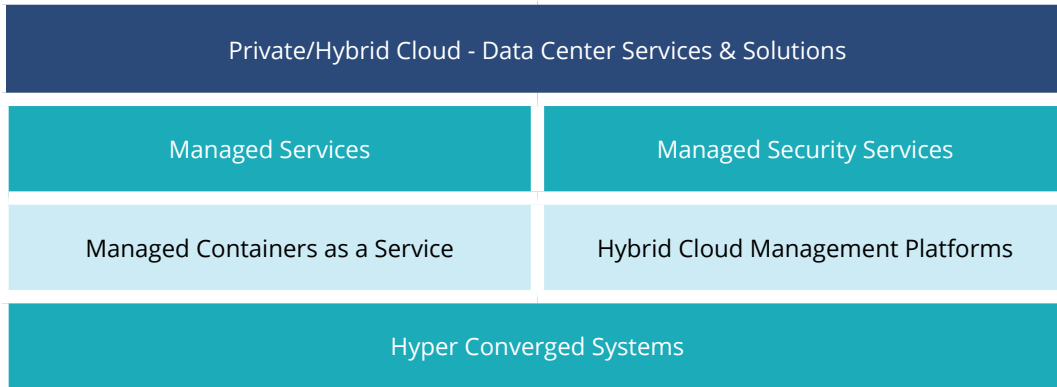 Private/Hybrid Cloud - Data Center Services & Solutions
Managed Services
Managed Security Services
Managed Containers as a Service
Hybrid Cloud Management Platforms
Hyper Converged Systems